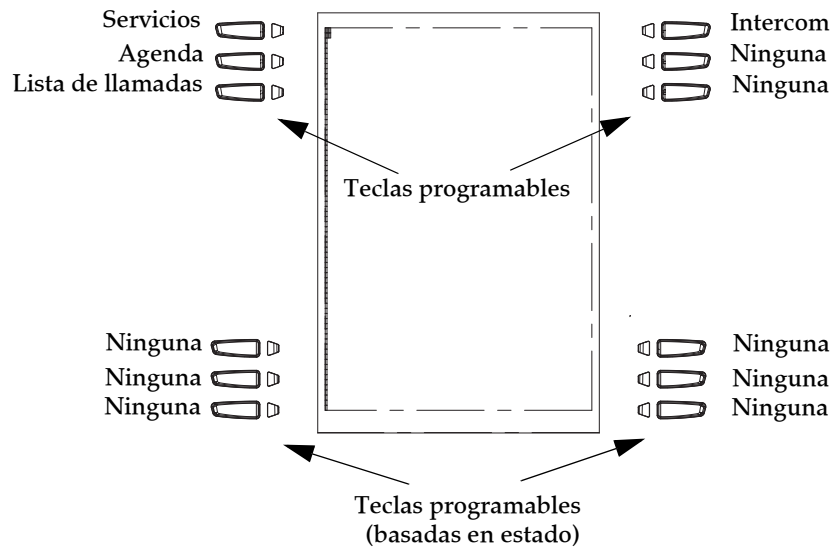 Servicios
Agenda
Lista de llamadas
Intercom
Ninguna
Ninguna
Teclas programables
Ninguna
Ninguna
Ninguna
Ninguna
Ninguna
Ninguna
Teclas programables
(basadas en estado)